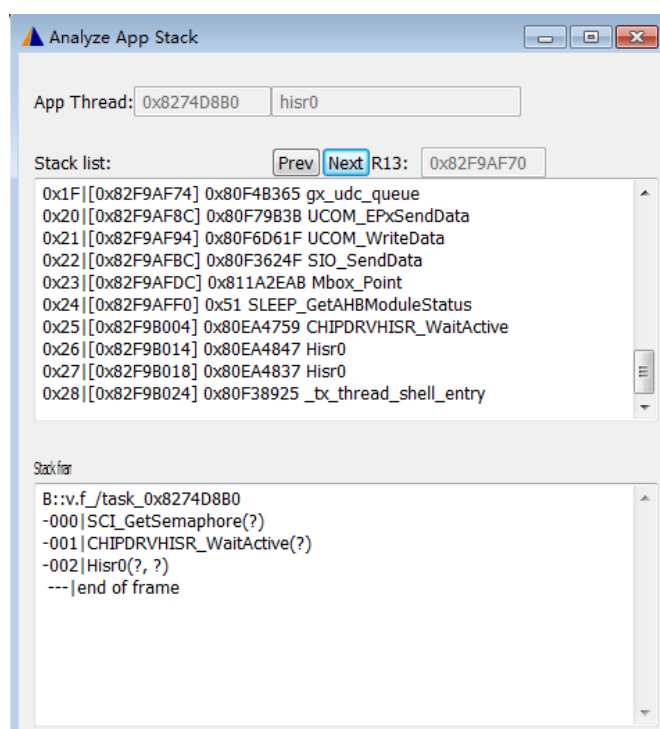 Analyze App Stack
App Thread: 0x8274D8B0 hisr0
Stack list: Prev Next R13: 0x82F9AF70
0x1F|[0x82F9AF74] 0x80F4B365 gx_udc_queue
0x20|[0x82F9AF8C] 0x80F79B3B UCOM_EPxSendData
0x21|[0x82F9AF94] 0x80F6D61F UCOM_WriteData
0x22|[0x82F9AFBC] 0x80F3624F SIO_SendData
0x23|[0x82F9AFDC] 0x811A2EAB Mbox_Point
0x24|[0x82F9AFF0] 0x51 SLEEP_GetAHBModuleStatus
0x25|[0x82F9B004] 0x80EA4759 CHIPDRVHISR_WaitActive
0x26|[0x82F9B014] 0x80EA4847 Hisr0
0x27|[0x82F9B018] 0x80EA4837 Hisr0
0x28|[0x82F9B024] 0x80F38925 _tx_thread_shell_entry
Stack fran
B::v.f_/task_0x8274D8B0
-000|SCI_GetSemaphore(?)
-001|CHIPDRVHISR_WaitActive(?)
-002|Hisr0(?, ?)
---|end of frame